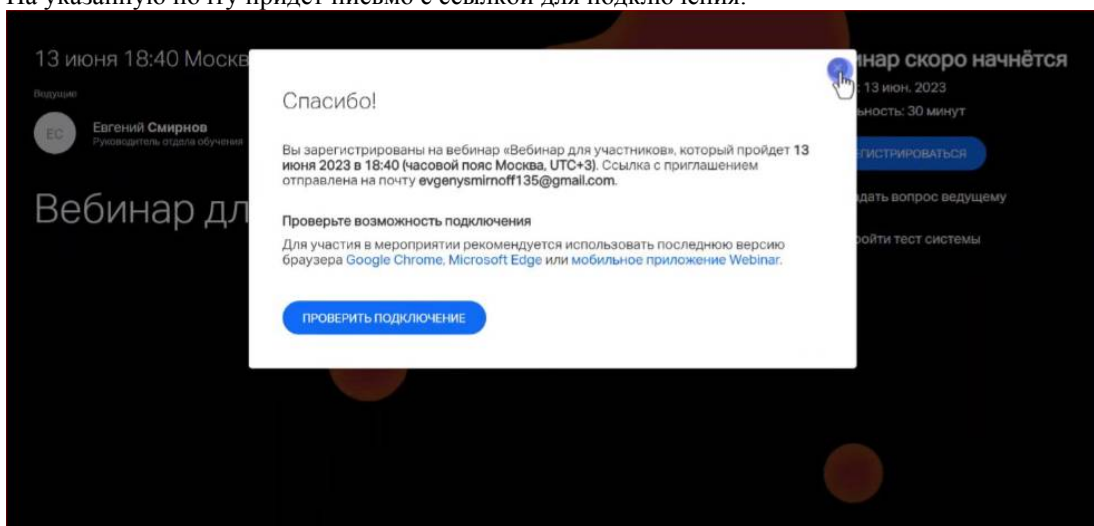 На указанную почту придет письмо с ссылкой для подключения.
13 июня 18:40 Москв
Ведущие
ЕС
Евгений Смирнов
Руководитель отдела обучения
Вебинар дл
Спасибо!
Вы зарегистрированы на вебинар «Вебинар для участников», который пройдет 13
июня 2023 в 18:40 (часовой пояс Москва, UTC+3). Ссылка с приглашением
отправлена на почту evgenysmirnoff135@gmail.com.
Проверьте возможность подключения
Для участия в мероприятии рекомендуется использовать последнюю версию
браузера Google Chrome, Microsoft Edge или мобильное приложение Webinar.
ПРОВЕРИТЬ ПОДКЛЮЧЕНИЕ
инар скоро начнётся
: 13 июн. 2023
ьность: 30 минут
ГИСТРИРОВАТЬСЯ
дать вопрос ведущему
ройти тест системы